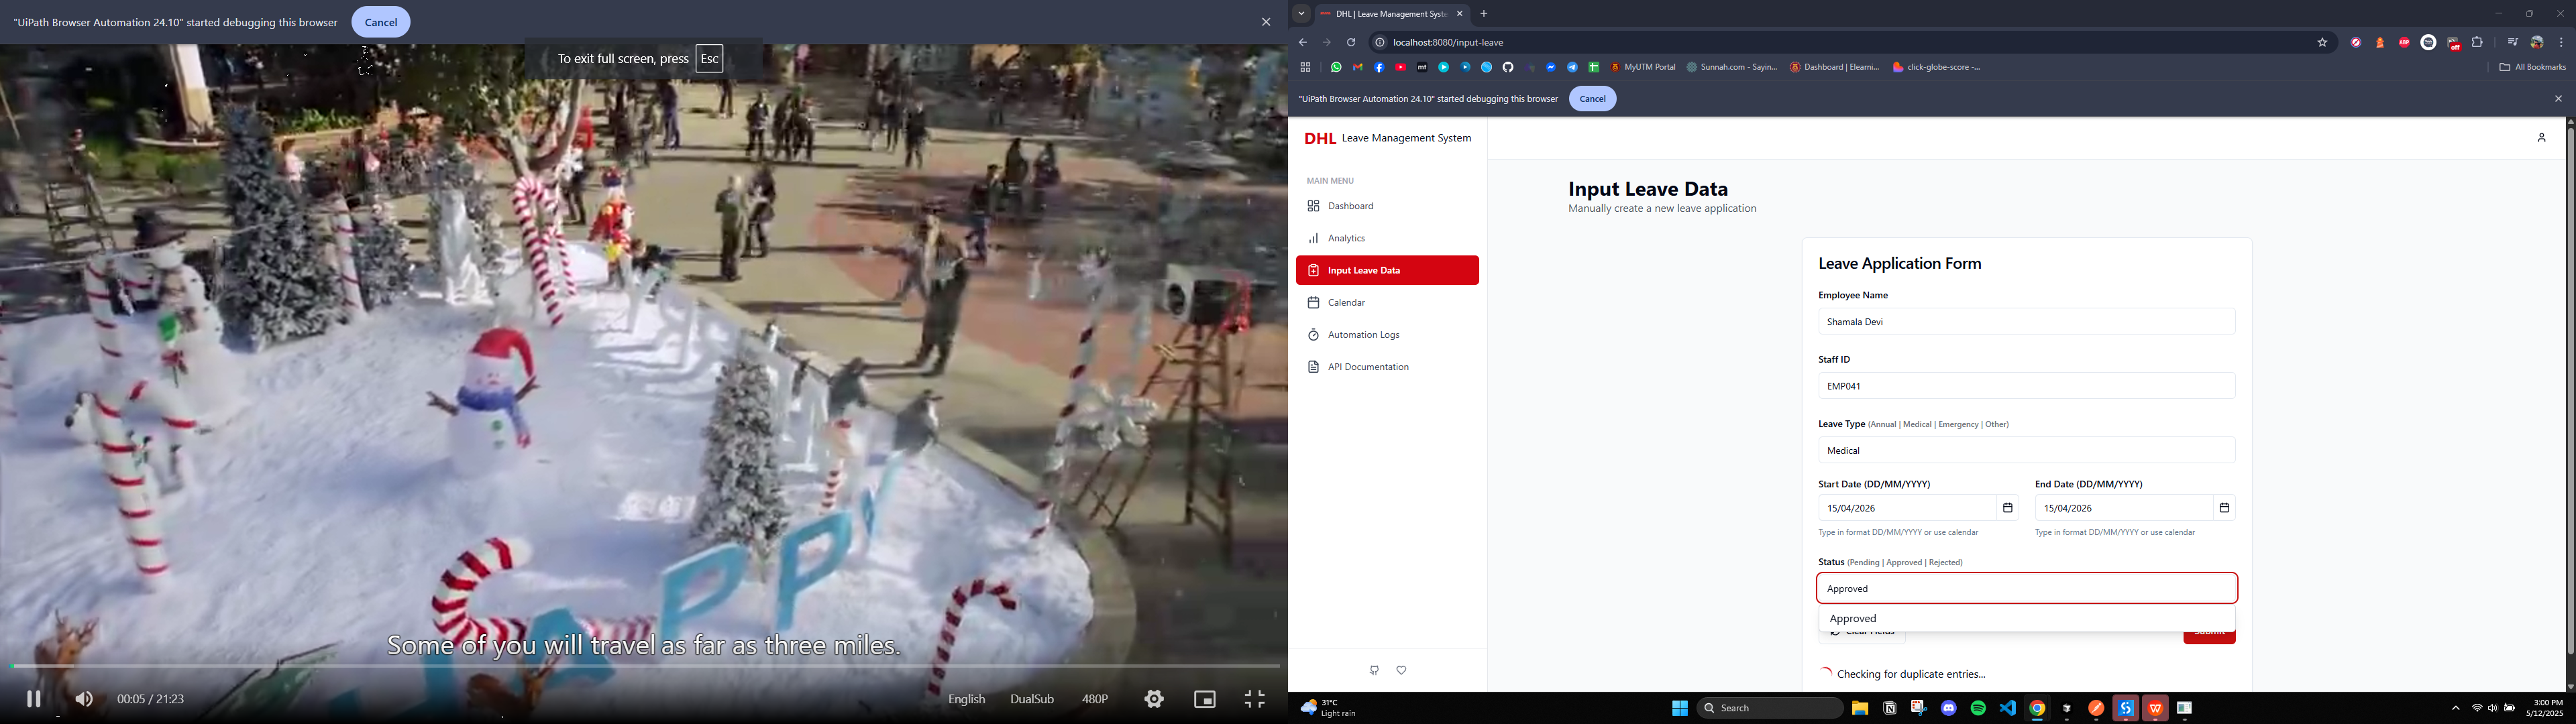 "UiPath Browser Automation 24.10" started debugging this browser
Cancel
To exit full screen, press Esc
APPY
Some of you will travel as far as three miles.
00:05 / 21:23
English
DualSub
480P
DHL | Leave Management Syste
localhost:8080/input-leave
ABP
off
mt
MyUTM Portal
Sunnah.com - Sayin...
Dashboard | Elearni...
click-globe-score -...
All Bookmarks
"UiPath Browser Automation 24.10" started debugging this browser
Cancel
DHL Leave Management System
MAIN MENU
Dashboard
Analytics
Input Leave Data
Calendar
Automation Logs
API Documentation
Input Leave Data
Manually create a new leave application
Leave Application Form
Employee Name
Shamala Devi
Staff ID
EMP041
Leave Type (Annual | Medical | Emergency | Other)
Medical
Start Date (DD/MM/YYYY)
End Date (DD/MM/YYYY)
15/04/2026
15/04/2026
Type in format DD/MM/YYYY or use calendar
Type in format DD/MM/YYYY or use calendar
Status (Pending | Approved | Rejected)
Approved
Approved
Clear Fields
Submit
Checking for duplicate entries...
31°C
Light rain
Search
3:00 PM
5/12/2025